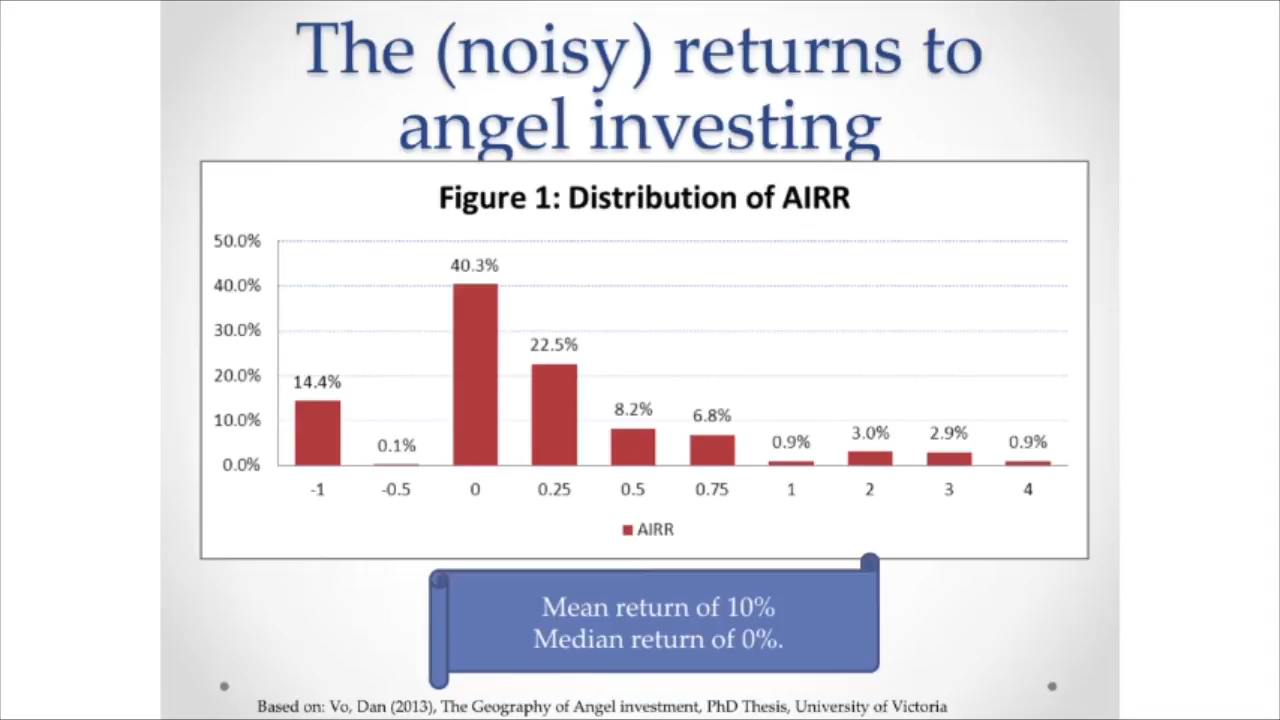 The (noisy) returns to
angel investing
Figure 1: Distribution of AIRR
50.0%
40.0%
30.0%
20.0%
10.0%
0.0%
14.4%
0.1%
40.3%
22.5%
8.2%
6.8%
0.9%
3.0%
2.9%
0.9%
-1 -0.5 0 0.25 0.5 0.75 1 2 3 4
AIRR
Mean return of 10%
Median return of 0%.
Based on: Vo, Dan (2013), The Geography of Angel investment, PhD Thesis, University of Victoria